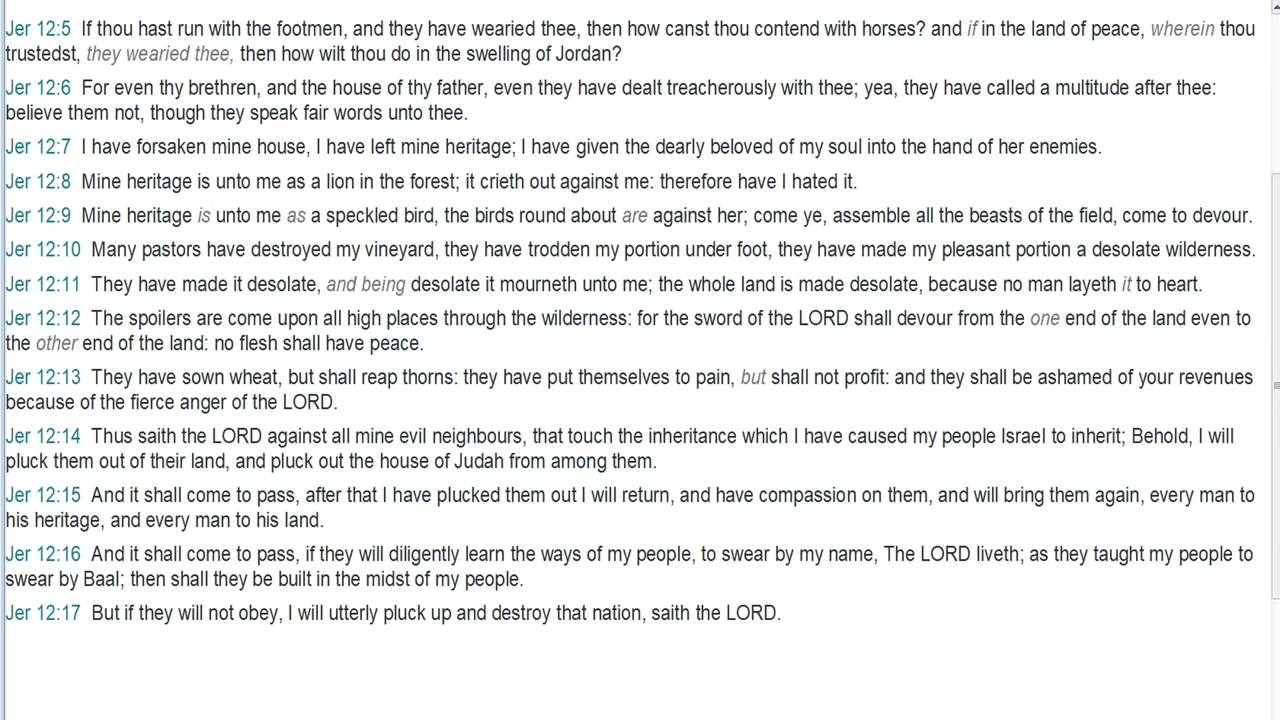 Jer 12:5 If thou hast run with the footmen, and they have wearied thee, then how canst thou contend with horses? and if in the land of peace, wherein thou
trustedst, they wearied thee, then how wilt thou do in the swelling of Jordan?
Jer 12:6 For even thy brethren, and the house of thy father, even they have dealt treacherously with thee; yea, they have called a multitude after thee:
believe them not, though they speak fair words unto thee.
Jer 12:7 I have forsaken mine house, I have left mine heritage; I have given the dearly beloved of my soul into the hand of her enemies.
Jer 12:8 Mine heritage is unto me as a lion in the forest; it crieth out against me: therefore have I hated it.
Jer 12:9 Mine heritage is unto me as a speckled bird, the birds round about are against her; come ye, assemble all the beasts of the field, come to devour.
Jer 12:10 Many pastors have destroyed my vineyard, they have trodden my portion under foot, they have made my pleasant portion a desolate wilderness.
Jer 12:11 They have made it desolate, and being desolate it mourneth unto me; the whole land is made desolate, because no man layeth it to heart.
Jer 12:12 The spoilers are come upon all high places through the wilderness: for the sword of the LORD shall devour from the one end of the land even to
the other end of the land: no flesh shall have peace.
Jer 12:13 They have sown wheat, but shall reap thorns: they have put themselves to pain, but shall not profit: and they shall be ashamed of your revenues
because of the fierce anger of the LORD.
Jer 12:14 Thus saith the LORD against all mine evil neighbours, that touch the inheritance which I have caused my people Israel to inherit; Behold, I will
pluck them out of their land, and pluck out the house of Judah from among them.
Jer 12:15 And it shall come to pass, after that I have plucked them out I will return, and have compassion on them, and will bring them again, every man to
his heritage, and every man to his land.
Jer 12:16 And it shall come to pass, if they will diligently learn the ways of my people, to swear by my name, The LORD liveth; as they taught my people to
swear by Baal; then shall they be built in the midst of my people.
Jer 12:17 But if they will not obey, I will utterly pluck up and destroy that nation, saith the LORD.